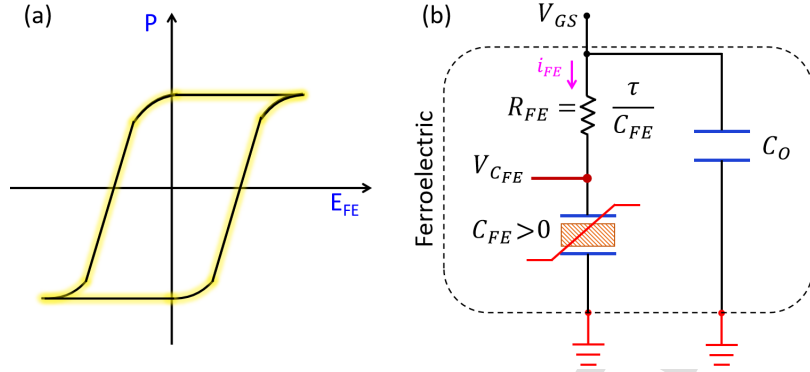 (a)
P
E_FE
(b)
V_GS
i_FE
R_FE = τ/C_FE
V_C_FE
C_FE > 0
C_O
Ferroelectric